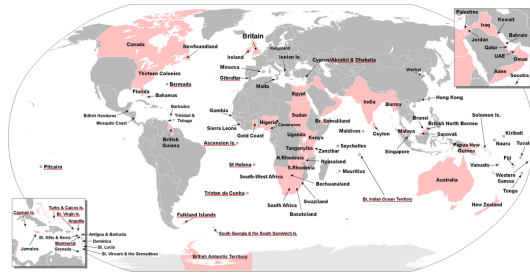 Palestine
Kuwait
Iraq
Bahrain
Jordan
Qatar
UAE
Oman
Aden
Socotra
Britain
Canada
Newfoundland
Ireland
Heligoland
Ionian Is.
Cyprus/Akrotiri & Dhekelia
Minorca
Gibraltar
Malta
Weihai
Thirteen Colonies
Bermuda
Florida
Bahamas
Egypt
Hong Kong
British Honduras
Mosquito Coast
Barbados
Trinidad &
Tobago
Gambia
Sudan
India
Burma
Brunei
British North Borneo
Solomon Is.
Kiribati
Sierra Leone
Nigeria
Cameroons
Br. Somaliland
Maldives
Ceylon
Malaya
Sarawak
Nauru
Tuvalu
British
Guiana
Gold Coast
Uganda
Kenya
Singapore
Papua New
Guinea
Ascension Is.
Tanganyika
Zanzibar
Seychelles
Fiji
Pitcairn
St Helena
N.Rhodesia
Nyasaland
Mauritius
Vanuatu
Western
Samoa
S.Rhodesia
South-West Africa
Bechuanaland
Br. Indian Ocean Territory
Australia
Tonga
Tristan da Cunha
South Africa
Swaziland
Basutoland
New Zealand
Falkland Islands
South Georgia & the South Sandwich Is.
British Antarctic Territory
Turks & Caicos Is.
Cayman Is.
Br. Virgin Is.
Anguilla
Jamaica
St. Kitts & Nevis
Antigua & Barbuda
Montserrat
Dominica
Grenada
St. Lucia
St. Vincent & the Grenadines